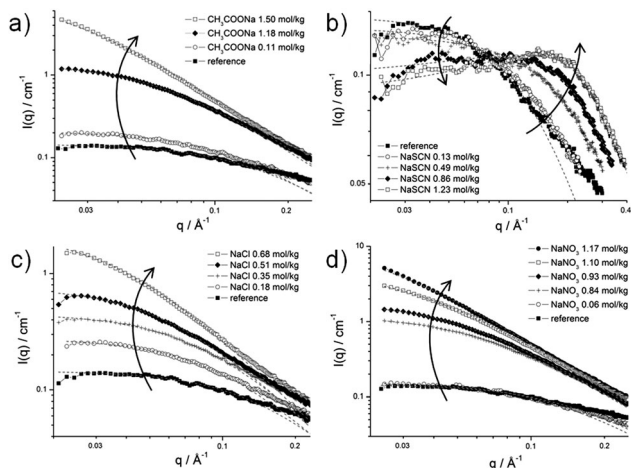 a)
CH₃COONa 1.50 mol/kg
CH₃COONa 1.18 mol/kg
CH₃COONa 0.11 mol/kg
reference
I(q) / cm⁻¹
1
0.1
0.03 0.1 0.2
q / Å⁻¹
b)
reference
NaSCN 0.13 mol/kg
NaSCN 0.49 mol/kg
NaSCN 0.86 mol/kg
NaSCN 1.23 mol/kg
I(q) / cm⁻¹
0.1
0.05
0.03 0.1 0.4
q / Å⁻¹
c)
NaCl 0.68 mol/kg
NaCl 0.51 mol/kg
NaCl 0.35 mol/kg
NaCl 0.18 mol/kg
reference
I(q) / cm⁻¹
1
0.1
0.03 0.1 0.2
q / Å⁻¹
d)
NaNO₃ 1.17 mol/kg
NaNO₃ 1.10 mol/kg
NaNO₃ 0.93 mol/kg
NaNO₃ 0.84 mol/kg
NaNO₃ 0.06 mol/kg
reference
I(q) / cm⁻¹
10
1
0.1
0.03 0.1 0.2
q / Å⁻¹